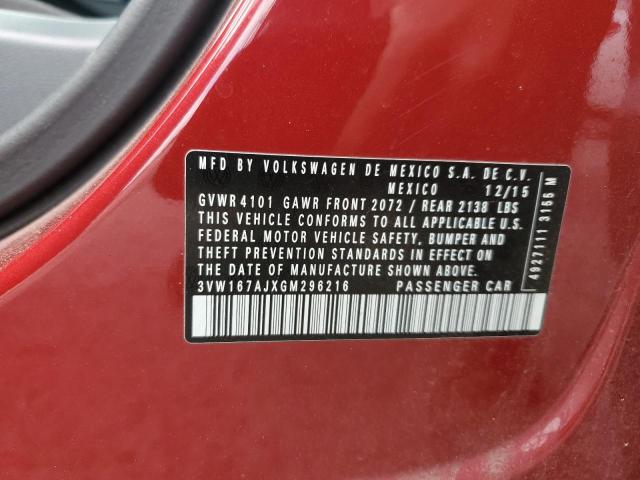 MFD BY VOLKSWAGEN DE MEXICO S.A. DE C.V.
MEXICO 12/15
GVWR 4101 GAWR FRONT 2072 / REAR 2138 LBS
THIS VEHICLE CONFORMS TO ALL APPLICABLE U.S.
FEDERAL MOTOR VEHICLE SAFETY, BUMPER AND
THEFT PREVENTION STANDARDS IN EFFECT ON
THE DATE OF MANUFACTURE SHOWN ABOVE.
3VW167AJXGM296216 PASSENGER CAR
4927111 3156 M